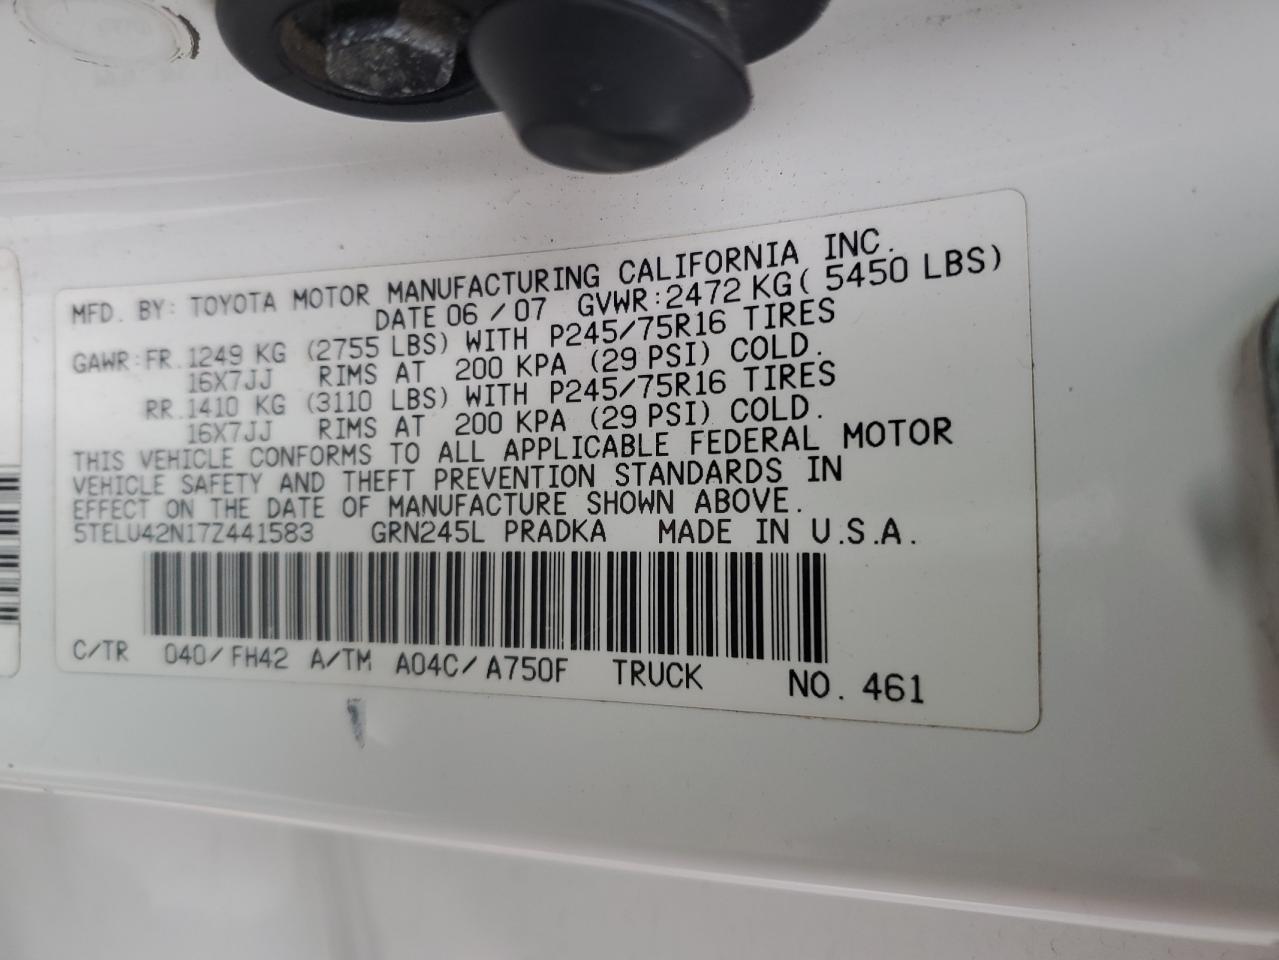 MFD. BY: TOYOTA MOTOR MANUFACTURING CALIFORNIA INC.
DATE 06/07 GVWR:2472 KG( 5450 LBS)
GAWR:FR.1249 KG (2755 LBS) WITH P245/75R16 TIRES
16X7JJ RIMS AT 200 KPA (29 PSI) COLD.
RR.1410 KG (3110 LBS) WITH P245/75R16 TIRES
16X7JJ RIMS AT 200 KPA (29 PSI) COLD.
THIS VEHICLE CONFORMS TO ALL APPLICABLE FEDERAL MOTOR
VEHICLE SAFETY AND THEFT PREVENTION STANDARDS IN
EFFECT ON THE DATE OF MANUFACTURE SHOWN ABOVE.
5TELU42N17Z441583 GRN245L PRADKA MADE IN U.S.A.
C/TR 040/FH42 A/TM A04C/A750F TRUCK NO. 461